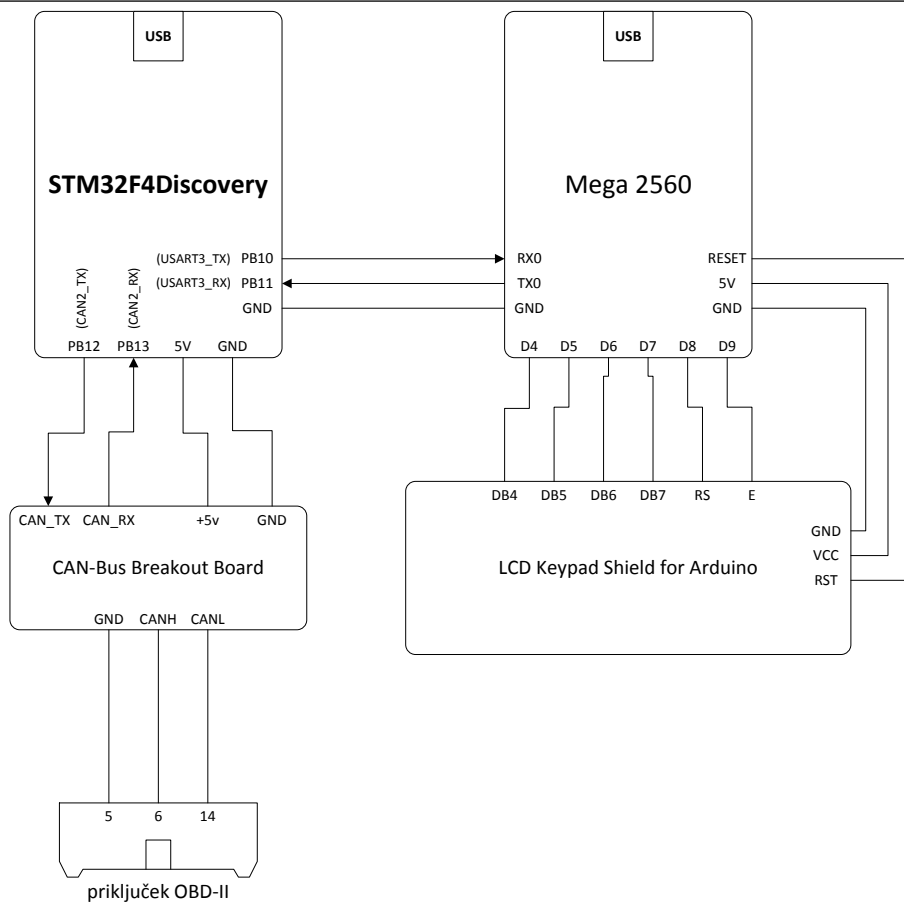 USB
STM32F4Discovery
(USART3_TX) PB10
(USART3_RX) PB11
GND
(CAN2_TX)
(CAN2_RX)
PB12 PB13 5V GND
USB
Mega 2560
RX0 RESET
TX0 5V
GND GND
D4 D5 D6 D7 D8 D9
CAN_TX CAN_RX +5v GND
CAN-Bus Breakout Board
GND CANH CANL
DB4 DB5 DB6 DB7 RS E
GND
VCC
LCD Keypad Shield for Arduino
RST
5 6 14
priključek OBD-II